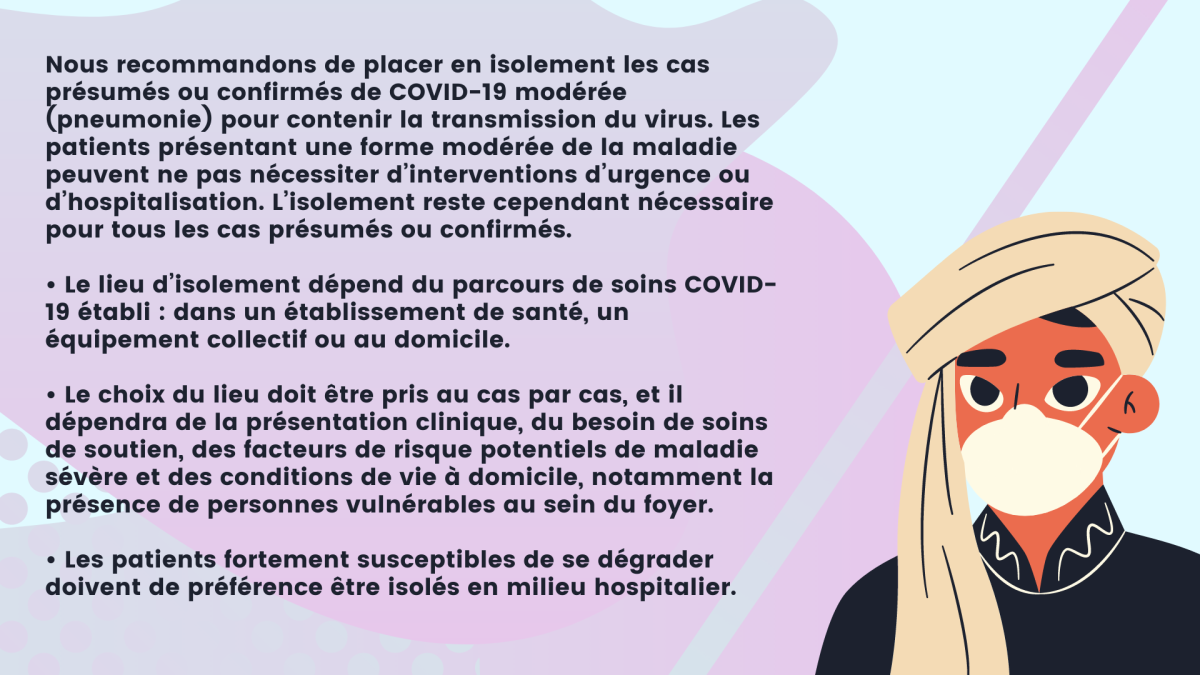 Nous recommandons de placer en isolement les cas
présumés ou confirmés de COVID-19 modérée
(pneumonie) pour contenir la transmission du virus. Les
patients présentant une forme modérée de la maladie
peuvent ne pas nécessiter d’interventions d’urgence ou
d’hospitalisation. L’isolement reste cependant nécessaire
pour tous les cas présumés ou confirmés.
• Le lieu d’isolement dépend du parcours de soins COVID-
19 établi : dans un établissement de santé, un
équipement collectif ou au domicile.
• Le choix du lieu doit être pris au cas par cas, et il
dépendra de la présentation clinique, du besoin de soins
de soutien, des facteurs de risque potentiels de maladie
sévère et des conditions de vie à domicile, notamment la
présence de personnes vulnérables au sein du foyer.
• Les patients fortement susceptibles de se dégrader
doivent de préférence être isolés en milieu hospitalier.